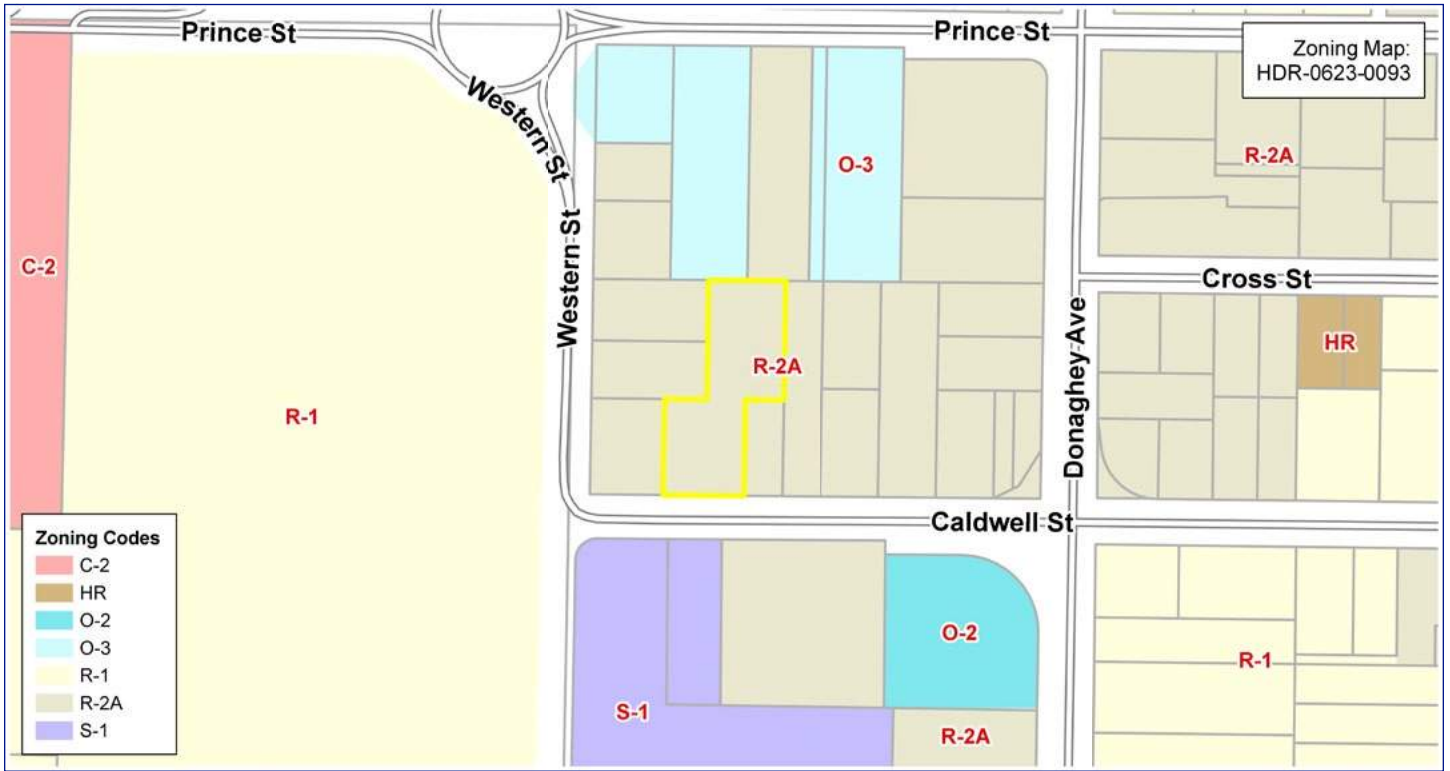 Prince St
Prince St
Zoning Map:
HDR-0623-0093
Western St
R-2A
O-3
Western St
C-2
Cross St
Donaghey Ave
HR
R-2A
R-1
Caldwell St
Zoning Codes
C-2
HR
O-2
O-3
R-1
R-2A
S-1
O-2
R-1
S-1
R-2A